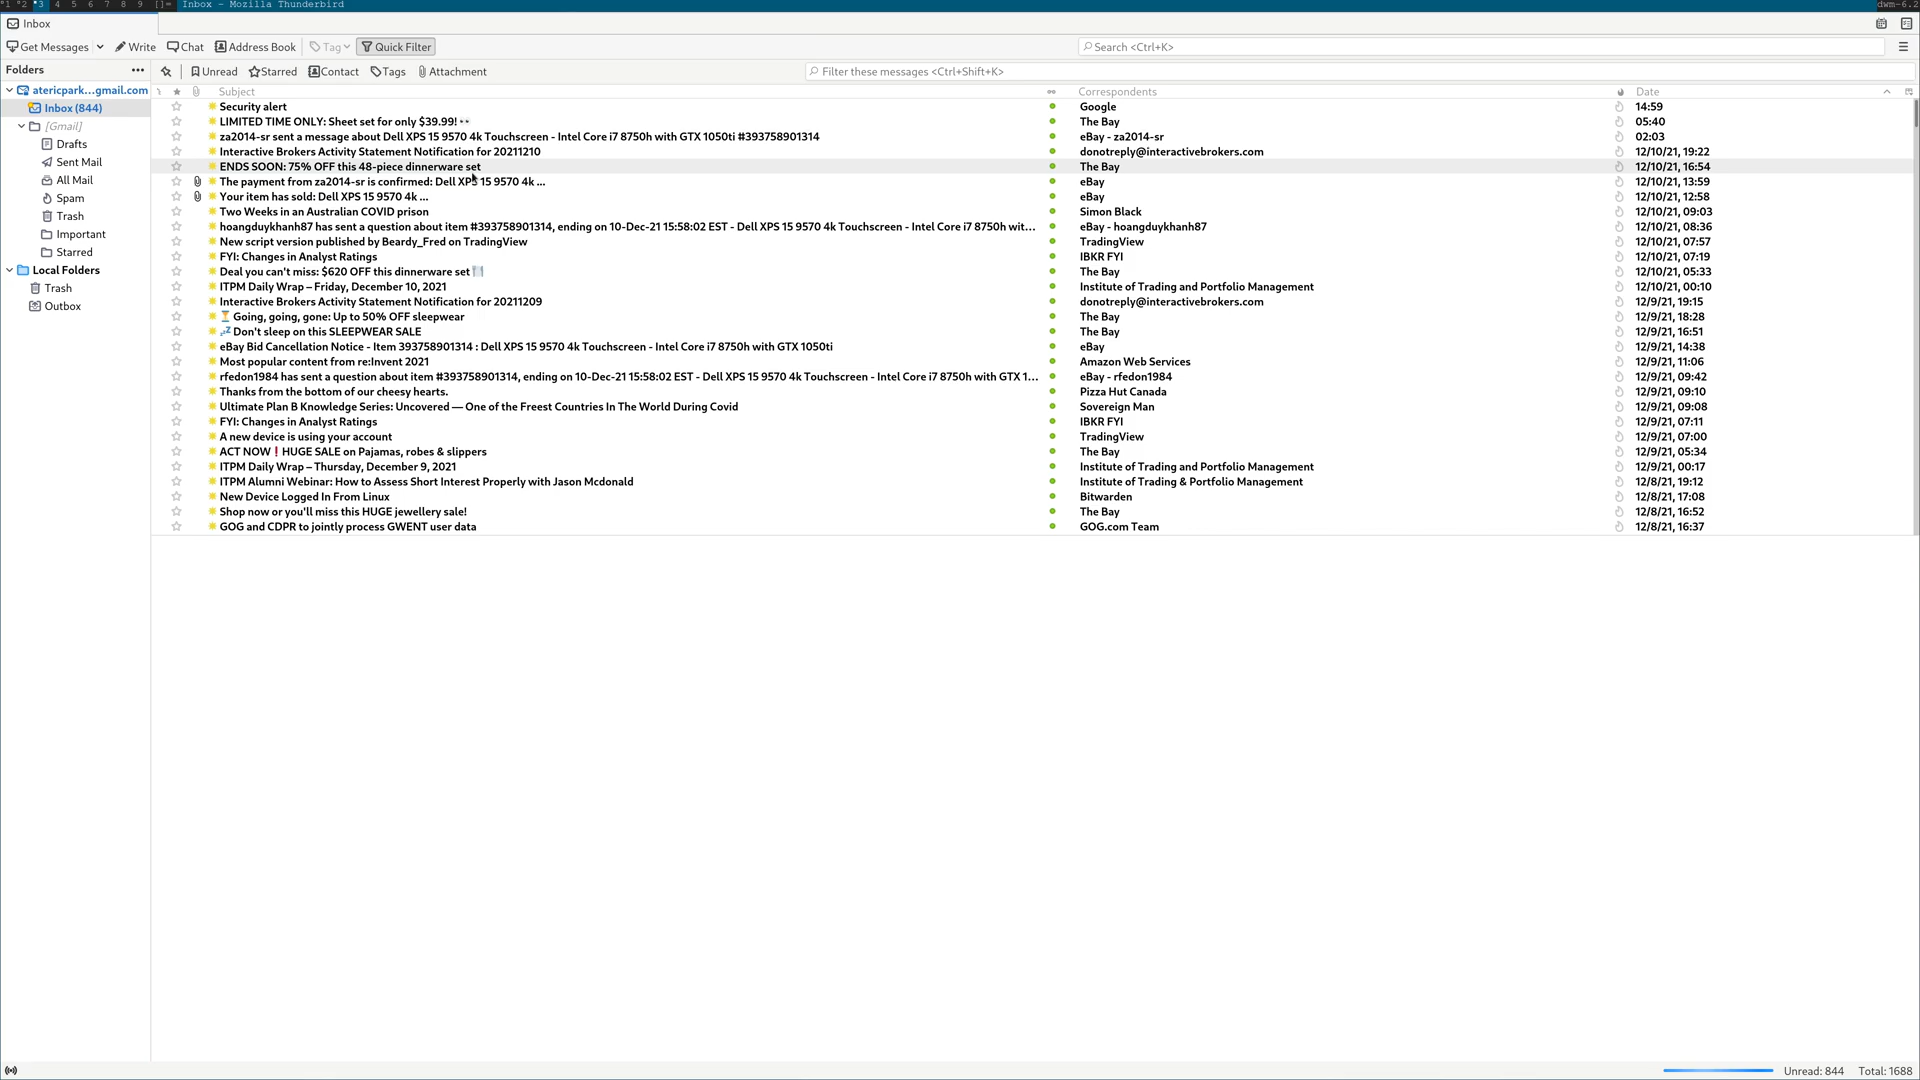 1 2 3 4 5 6 7 8 9 []= Inbox - Mozilla Thunderbird dwm-6.2
Inbox
Get Messages Write Chat Address Book Tag Quick Filter Search <Ctrl+K>
Folders ••• Unread Starred Contact Tags Attachment Filter these messages <Ctrl+Shift+K>
atericpark...gmail.com
Inbox (844)
[Gmail]
Drafts
Sent Mail
All Mail
Spam
Trash
Important
Starred
Local Folders
Trash
Outbox
Subject Correspondents Date
Security alert Google 14:59
LIMITED TIME ONLY: Sheet set for only $39.99! 👀 The Bay 05:40
za2014-sr sent a message about Dell XPS 15 9570 4k Touchscreen - Intel Core i7 8750h with GTX 1050ti #393758901314 eBay - za2014-sr 02:03
Interactive Brokers Activity Statement Notification for 20211210 donotreply@interactivebrokers.com 12/10/21, 19:22
ENDS SOON: 75% OFF this 48-piece dinnerware set The Bay 12/10/21, 16:54
The payment from za2014-sr is confirmed: Dell XPS 15 9570 4k ... eBay 12/10/21, 13:59
Your item has sold: Dell XPS 15 9570 4k ... eBay 12/10/21, 12:58
Two Weeks in an Australian COVID prison Simon Black 12/10/21, 09:03
hoangduykhanh87 has sent a question about item #393758901314, ending on 10-Dec-21 15:58:02 EST - Dell XPS 15 9570 4k Touchscreen - Intel Core i7 8750h wit... eBay - hoangduykhanh87 12/10/21, 08:36
New script version published by Beardy_Fred on TradingView TradingView 12/10/21, 07:57
FYI: Changes in Analyst Ratings IBKR FYI 12/10/21, 07:19
Deal you can't miss: $620 OFF this dinnerware set 🍽️ The Bay 12/10/21, 05:33
ITPM Daily Wrap – Friday, December 10, 2021 Institute of Trading and Portfolio Management 12/10/21, 00:10
Interactive Brokers Activity Statement Notification for 20211209 donotreply@interactivebrokers.com 12/9/21, 19:15
⏳ Going, going, gone: Up to 50% OFF sleepwear The Bay 12/9/21, 18:28
💤 Don't sleep on this SLEEPWEAR SALE The Bay 12/9/21, 16:51
eBay Bid Cancellation Notice - Item 393758901314 : Dell XPS 15 9570 4k Touchscreen - Intel Core i7 8750h with GTX 1050ti eBay 12/9/21, 14:38
Most popular content from re:Invent 2021 Amazon Web Services 12/9/21, 11:06
rfedon1984 has sent a question about item #393758901314, ending on 10-Dec-21 15:58:02 EST - Dell XPS 15 9570 4k Touchscreen - Intel Core i7 8750h with GTX 1... eBay - rfedon1984 12/9/21, 09:42
Thanks from the bottom of our cheesy hearts. Pizza Hut Canada 12/9/21, 09:10
Ultimate Plan B Knowledge Series: Uncovered — One of the Freest Countries In The World During Covid Sovereign Man 12/9/21, 09:08
FYI: Changes in Analyst Ratings IBKR FYI 12/9/21, 07:11
A new device is using your account TradingView 12/9/21, 07:00
ACT NOW❗HUGE SALE on Pajamas, robes & slippers The Bay 12/9/21, 05:34
ITPM Daily Wrap – Thursday, December 9, 2021 Institute of Trading and Portfolio Management 12/9/21, 00:17
ITPM Alumni Webinar: How to Assess Short Interest Properly with Jason Mcdonald Institute of Trading & Portfolio Management 12/8/21, 19:12
New Device Logged In From Linux Bitwarden 12/8/21, 17:08
Shop now or you'll miss this HUGE jewellery sale! The Bay 12/8/21, 16:52
GOG and CDPR to jointly process GWENT user data GOG.com Team 12/8/21, 16:37
Unread: 844 Total: 1688